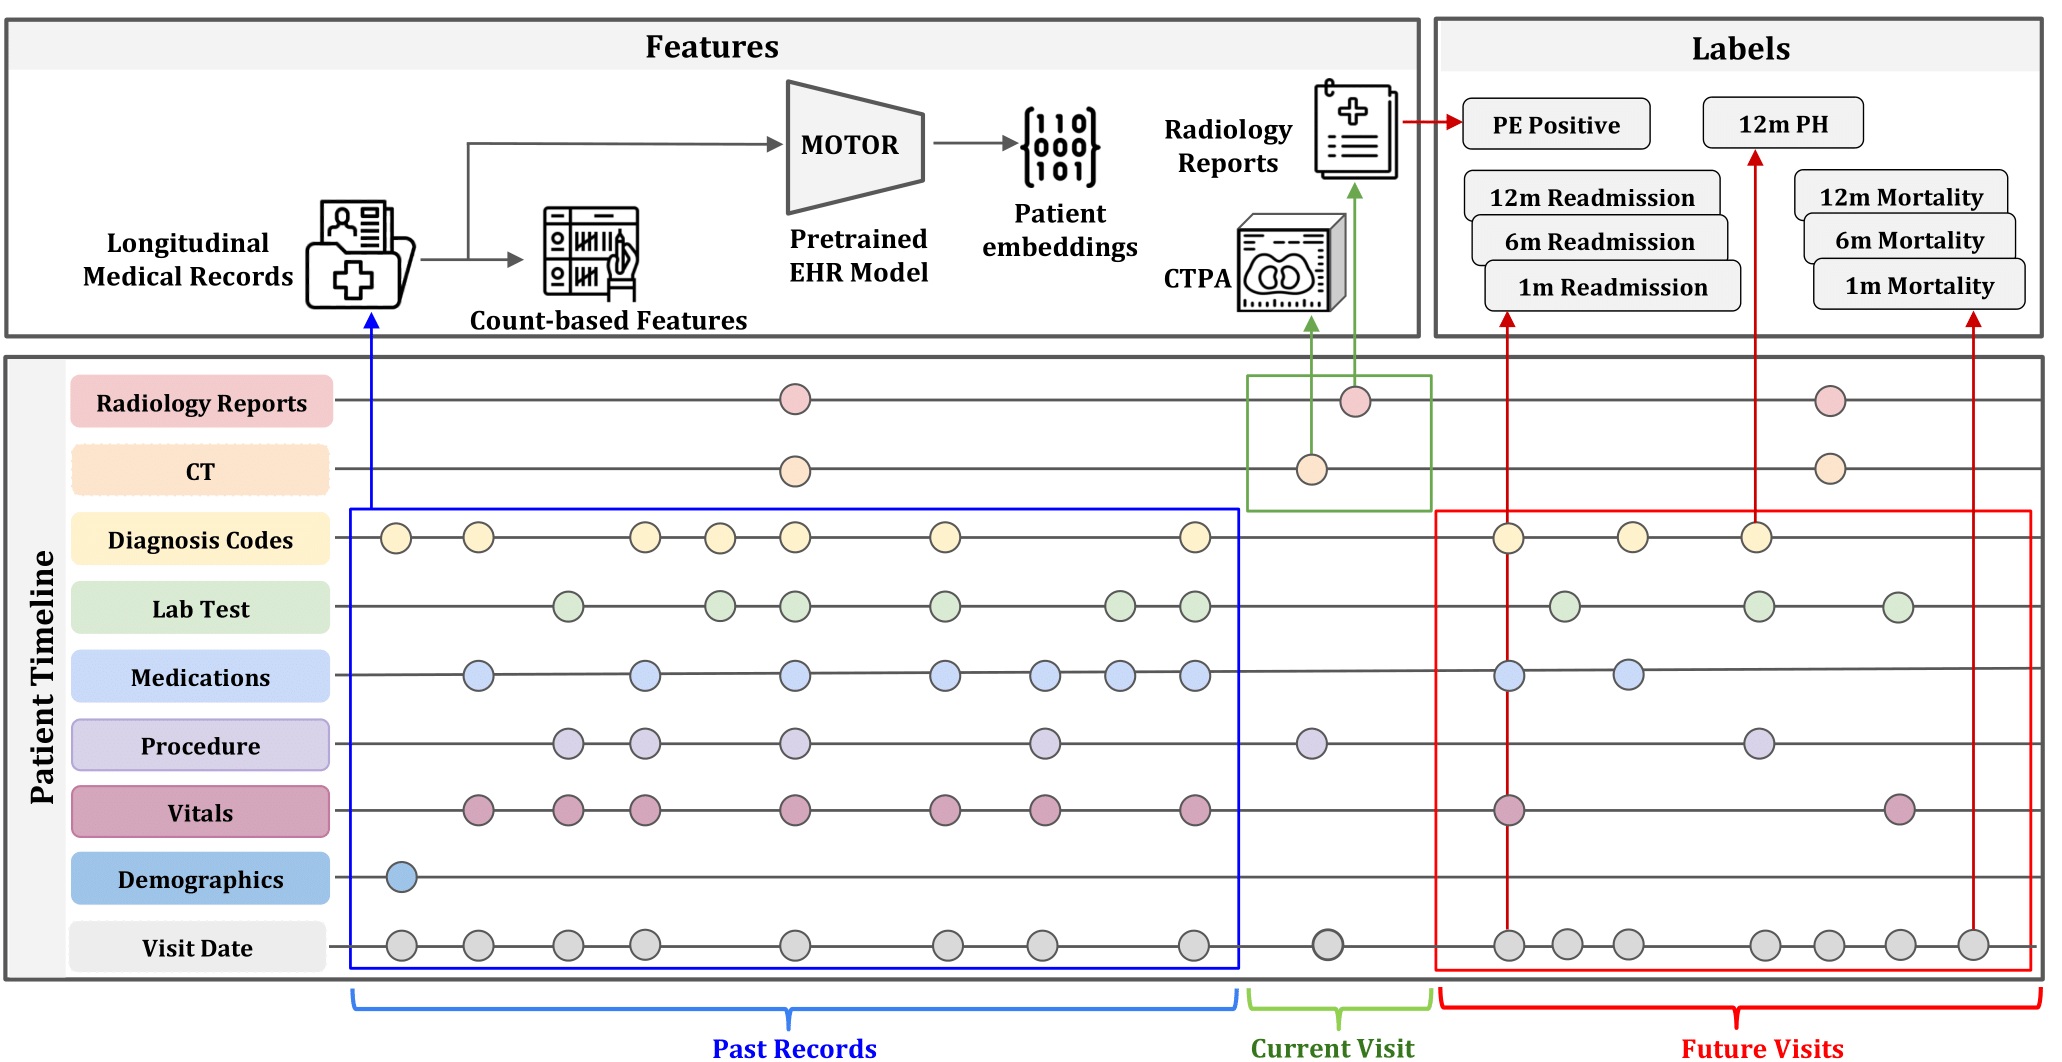 Features
Labels
MOTOR
Pretrained
EHR Model
110
000
101
Patient
embeddings
Radiology
Reports
CTPA
Longitudinal
Medical Records
Count-based Features
PE Positive
12m PH
12m Readmission
6m Readmission
1m Readmission
12m Mortality
6m Mortality
1m Mortality
Patient Timeline
Radiology Reports
CT
Diagnosis Codes
Lab Test
Medications
Procedure
Vitals
Demographics
Visit Date
Past Records
Current Visit
Future Visits